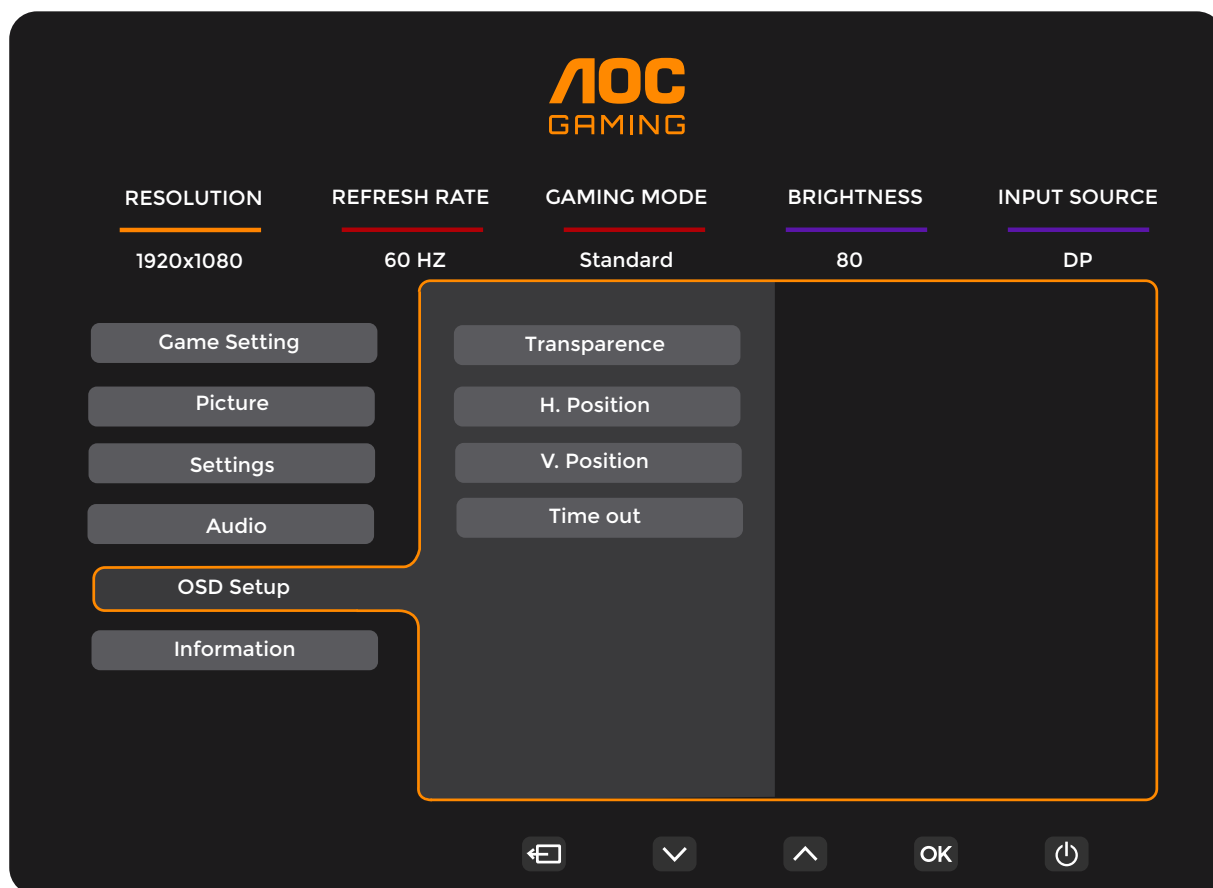 AOC
GAMING
RESOLUTION REFRESH RATE GAMING MODE BRIGHTNESS INPUT SOURCE
1920x1080 60 HZ Standard 80 DP
Game Setting
Picture
Settings
Audio
OSD Setup
Information
Transparence
H. Position
V. Position
Time out
OK